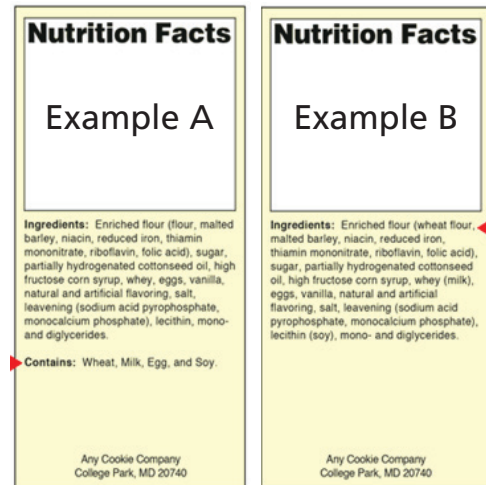 Nutrition Facts
Example A
Ingredients: Enriched flour (flour, malted
barley, niacin, reduced iron, thiamin
mononitrate, riboflavin, folic acid), sugar,
partially hydrogenated cottonseed
oil, high
fructose corn syrup, whey, eggs, vanilla,
natural and artificial flavoring, salt,
leavening (sodium acid pyrophosphate,
monocalcium phosphate), lecithin, mono-
and diglycerides.
Contains: Wheat, Milk, Egg, and Soy.
Any Cookie Company
College Park, MD 20740
Nutrition Facts
Example B
Ingredients: Enriched flour (wheat flour,
malted barley, niacin, reduced iron,
thiamin mononitrate, riboflavin, folic acid),
sugar, partially hydrogenated cottonseed
oil, high fructose corn syrup, whey (milk),
eggs, vanilla, natural and artificial
flavoring, salt, leavening (sodium acid
pyrophosphate, monocalcium phosphate),
lecithin (soy), mono- and diglycerides.
Any Cookie Company
College Park, MD 20740